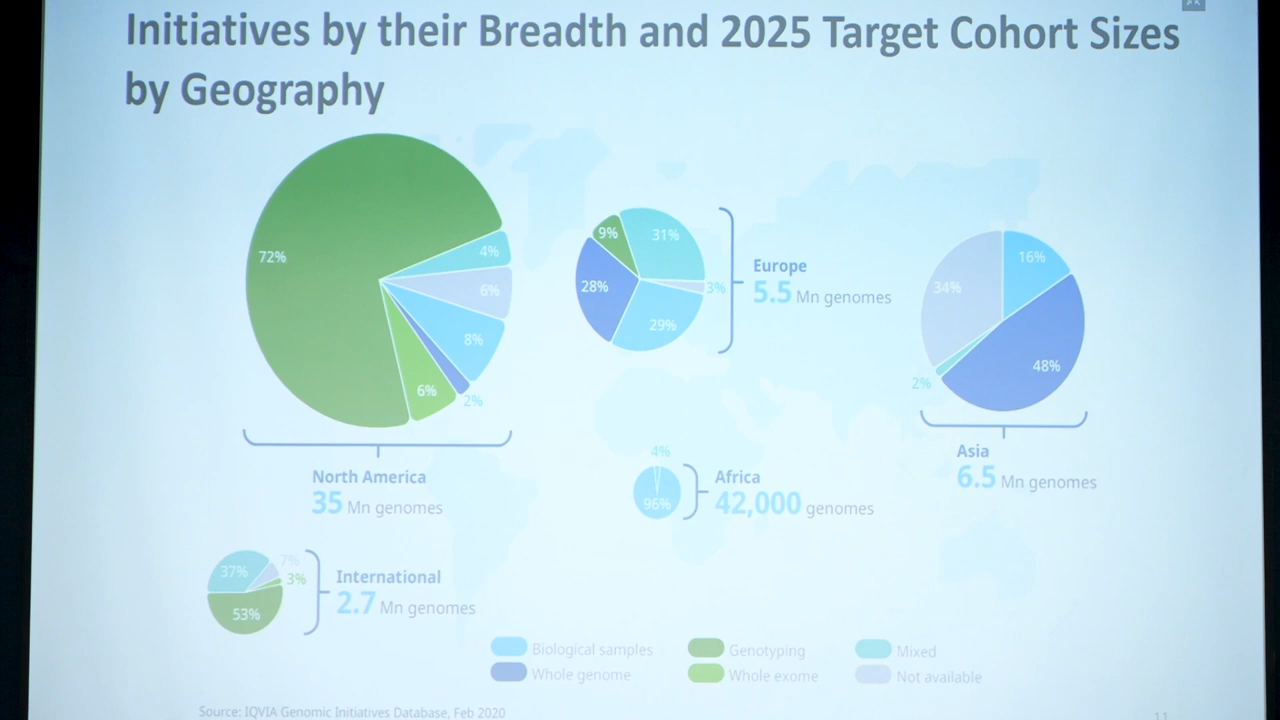 Initiatives by their Breadth and 2025 Target Cohort Sizes
by Geography
72%
4%
6%
8%
2%
6%
North America
35 Mn genomes
9%
31%
3%
29%
28%
Europe
5.5 Mn genomes
34%
16%
48%
2%
Asia
6.5 Mn genomes
4%
96%
Africa
42,000 genomes
37%
7%
3%
53%
International
2.7 Mn genomes
Biological samples
Genotyping
Mixed
Whole genome
Whole exome
Not available
Source: IQVIA Genomic Initiatives Database, Feb 2020
11